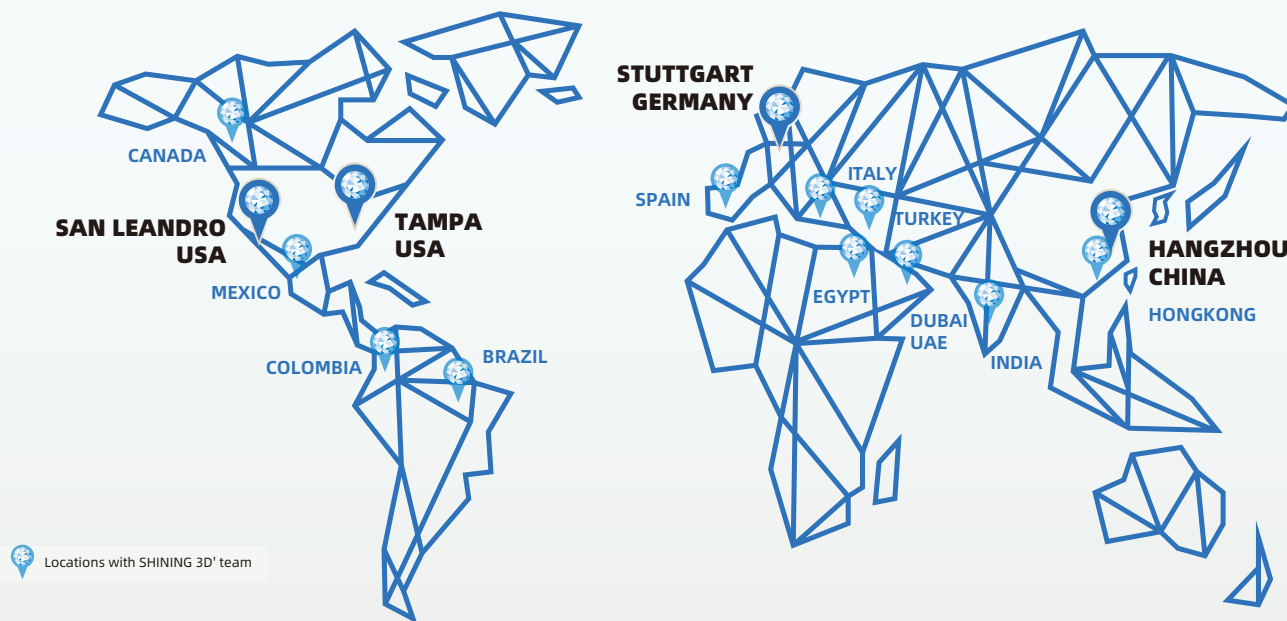 STUTTGART
GERMANY
CANADA
SPAIN
ITALY
TURKEY
SAN LEANDRO
USA
TAMPA
USA
HANGZHOU
CHINA
MEXICO
EGYPT
DUBAI
UAE
HONGKONG
COLOMBIA
BRAZIL
INDIA
Locations with SHINING 3D' team